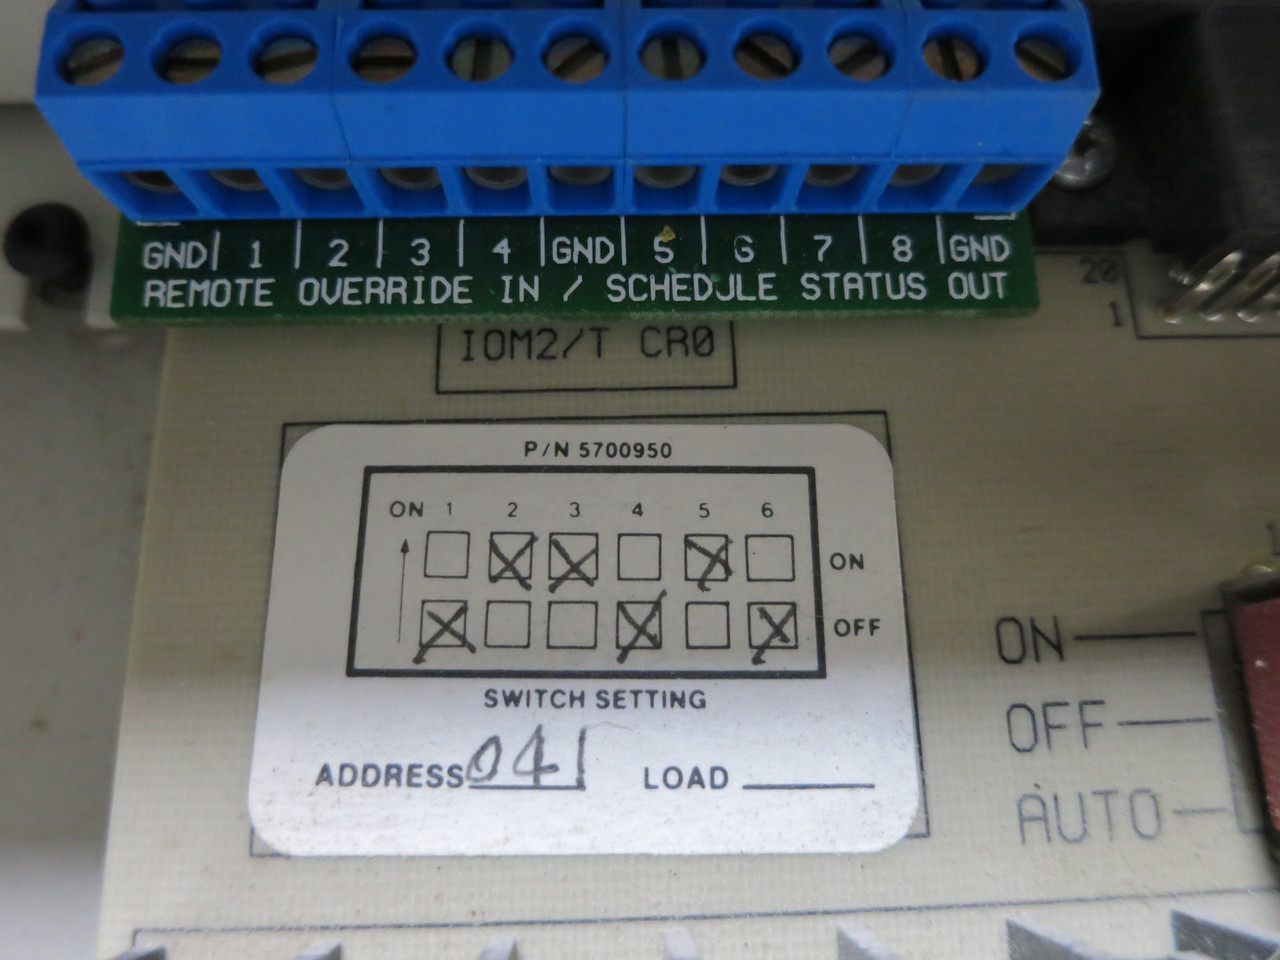 GND 1 2 3 4 GND 5 6 7 8 GND
REMOTE OVERRIDE IN / SCHEDULE STATUS OUT
20
1
IOM2/T CR0
P/N 5700950
ON 1 2 3 4 5 6
ON
OFF
SWITCH SETTING
ADDRESS 041 LOAD
ON
OFF
AUTO